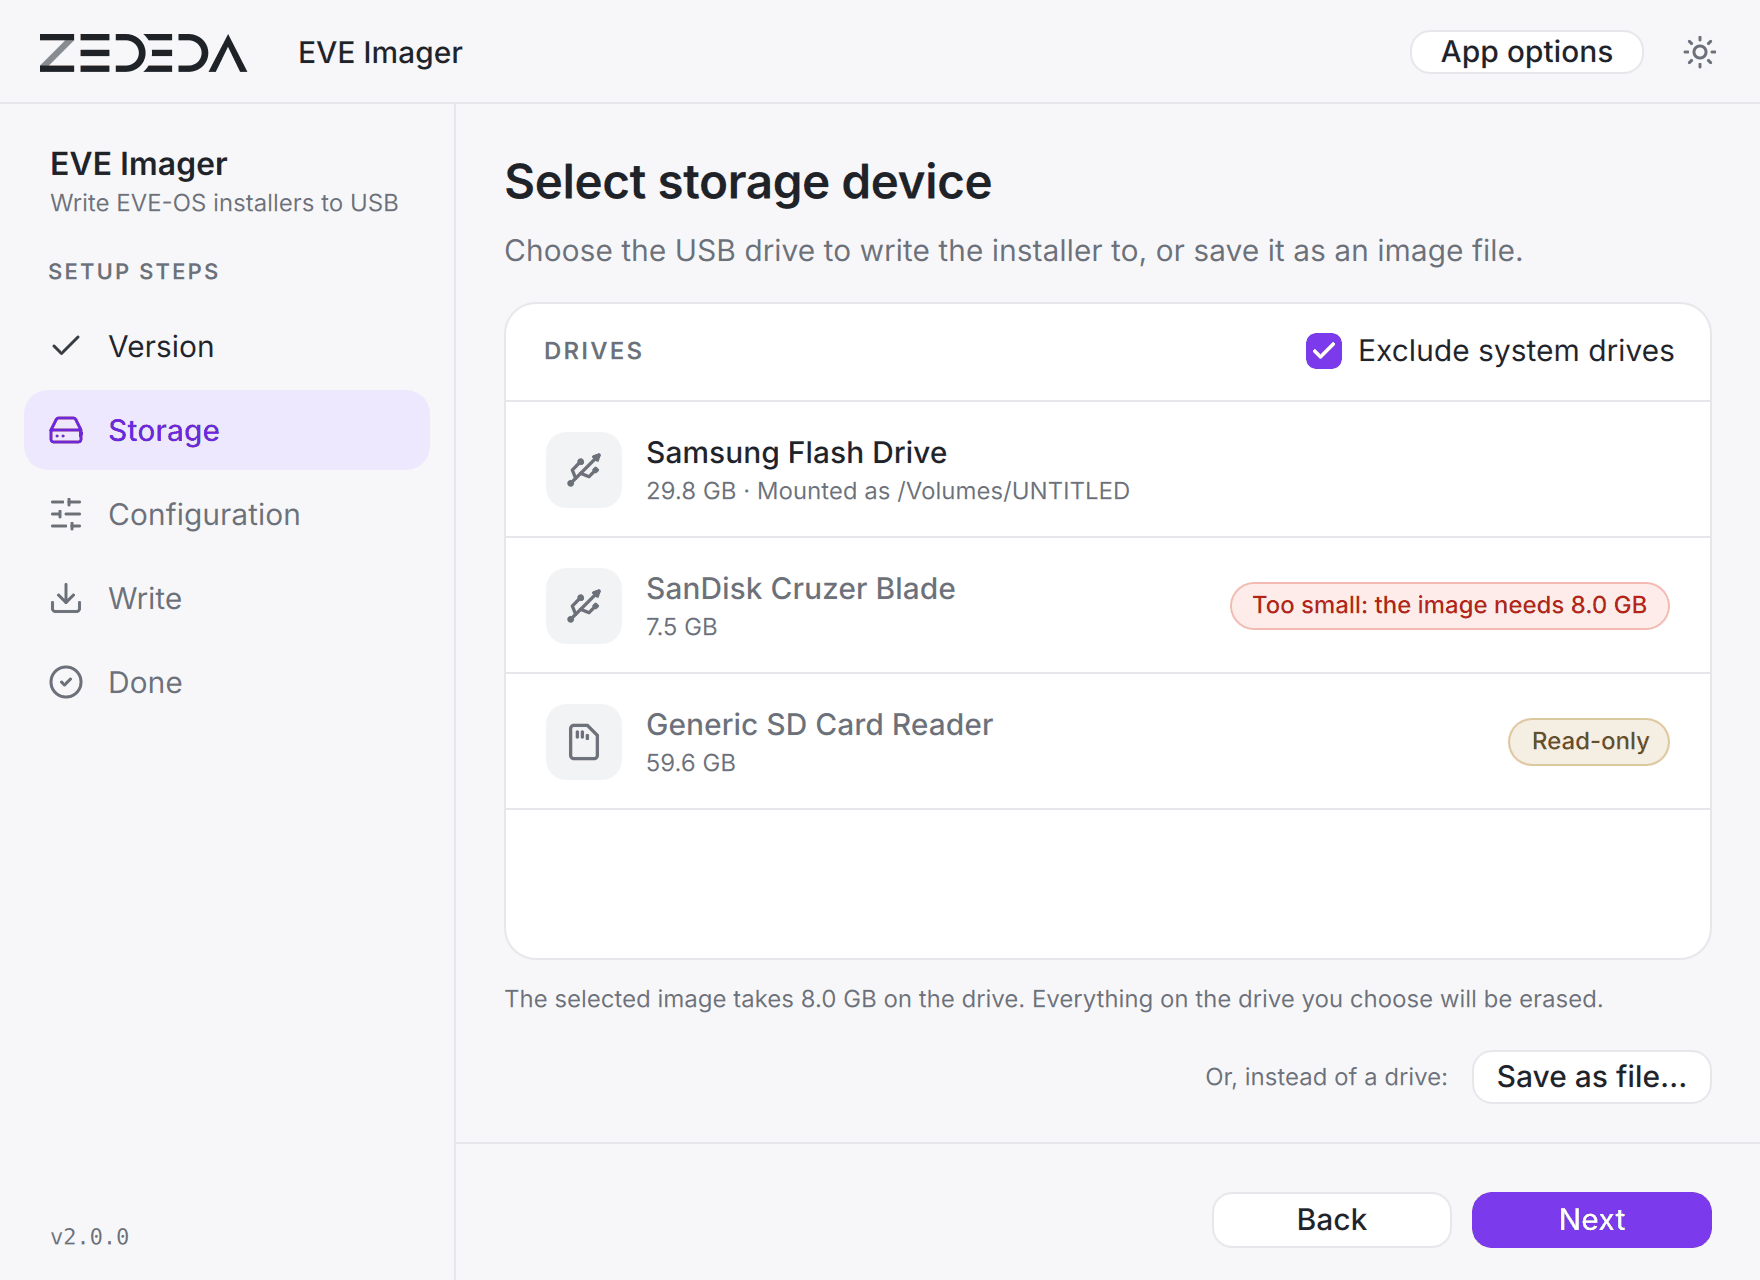 ZEDEDA
EVE Imager
App options
EVE Imager
Write EVE-OS installers to USB
SETUP STEPS
Version
Storage
Configuration
Write
Done
v2.0.0
Select storage device
Choose the USB drive to write the installer to, or save it as an image file.
DRIVES
Exclude system drives
Samsung Flash Drive
29.8 GB · Mounted as /Volumes/UNTITLED
SanDisk Cruzer Blade
7.5 GB
Too small: the image needs 8.0 GB
Generic SD Card Reader
59.6 GB
Read-only
The selected image takes 8.0 GB on the drive. Everything on the drive you choose will be erased.
Or, instead of a drive:
Save as file...
Back
Next